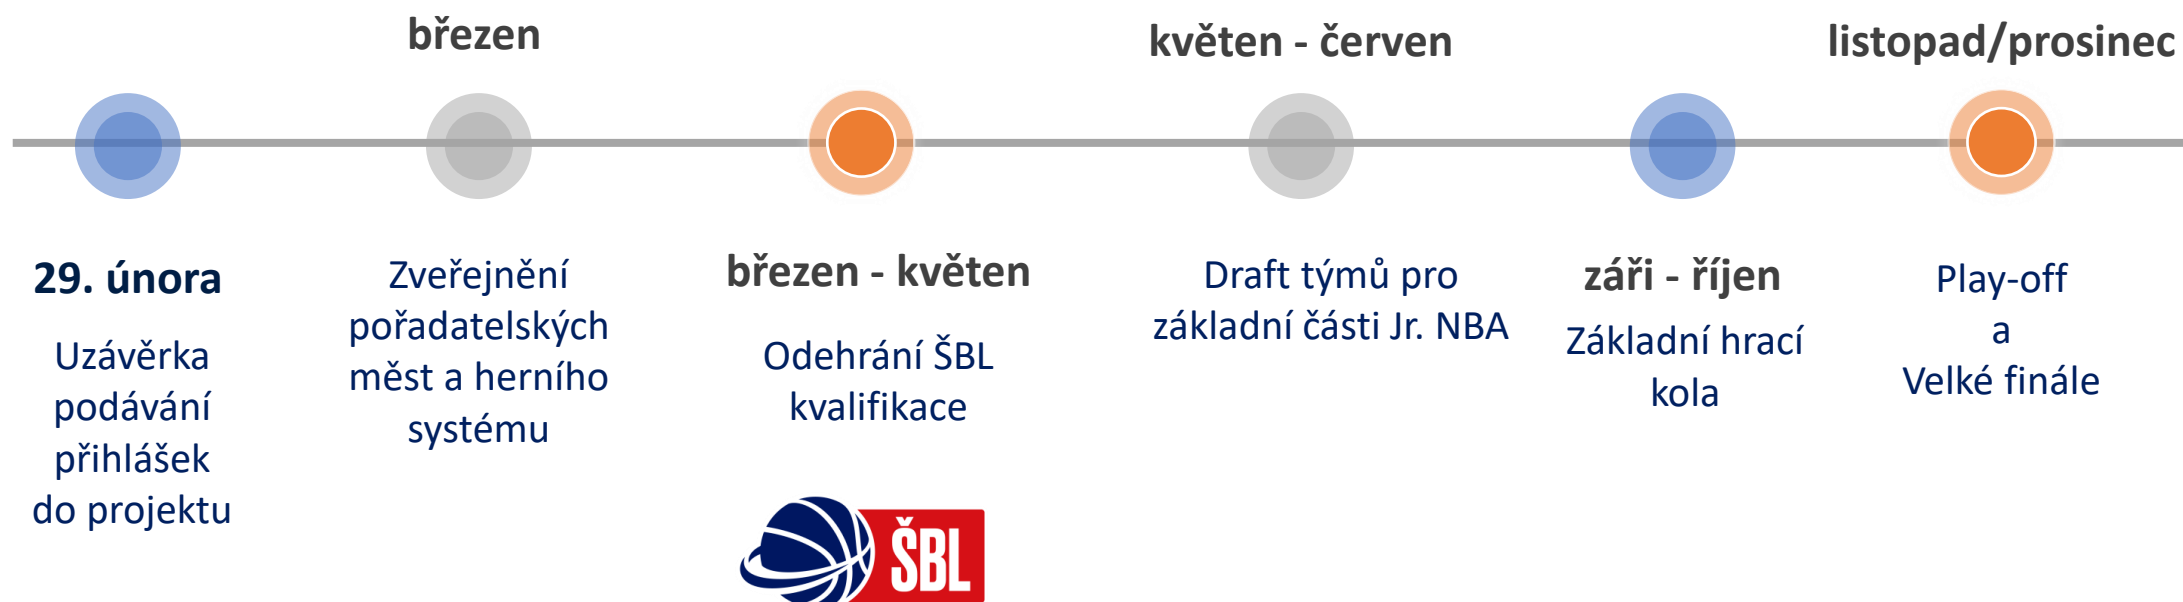 29. února
Uzávěrka
podávání
přihlášek
do projektu
březen
Zveřejnění
pořadatelských
měst a herního
systému
březen - květen
Odehrání ŠBL
kvalifikace
ŠBL
květen - červen
Draft týmů pro
základní části Jr. NBA
záři - říjen
Základní hrací
kola
listopad/prosinec
Play-off
a
Velké finále